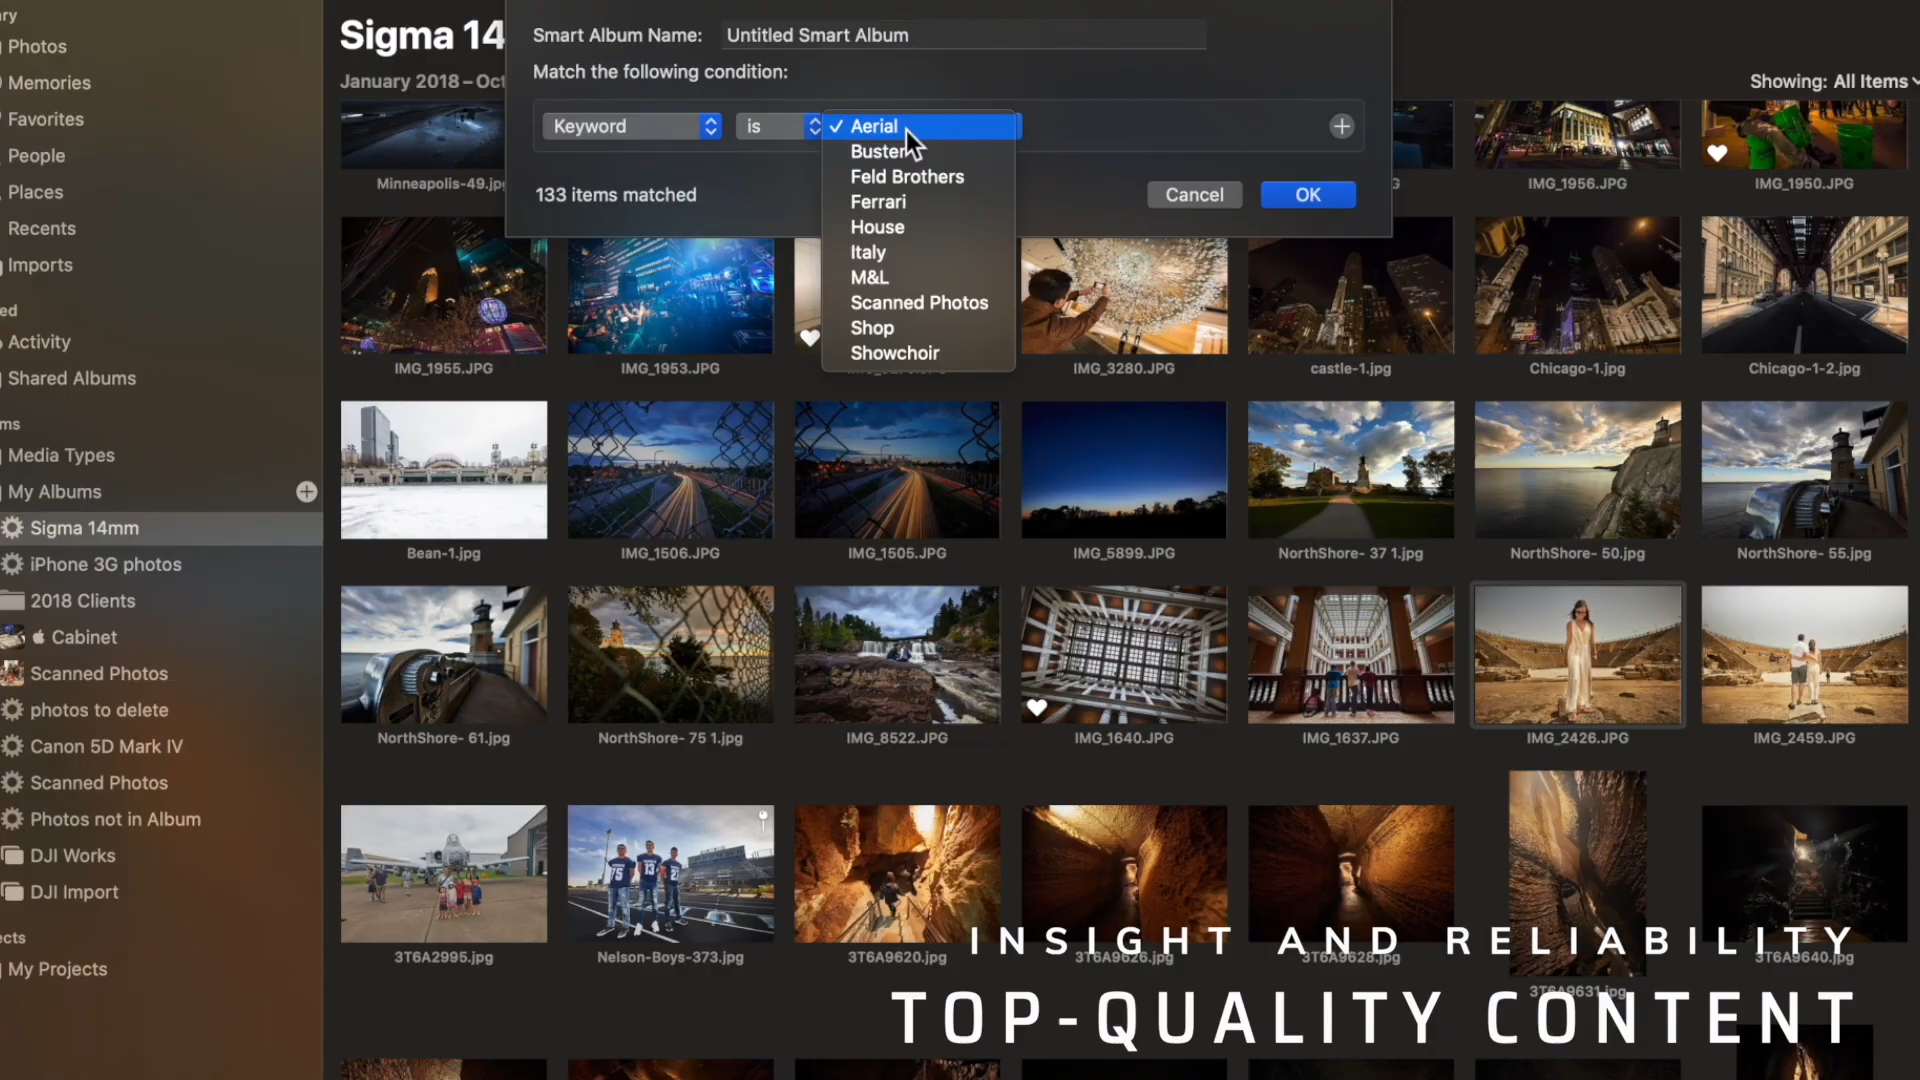 ry
Photos
Memories
Favorites
People
Places
Recents
Imports
ed
Activity
Shared Albums
ms
Media Types
My Albums
Sigma 14mm
iPhone 3G photos
2018 Clients
Cabinet
Scanned Photos
photos to delete
Canon 5D Mark IV
Scanned Photos
Photos not in Album
DJI Works
DJI Import
ects
My Projects
Sigma 14
January 2018 – Oct
Showing: All Items
Smart Album Name: Untitled Smart Album
Match the following condition:
Keyword is
✓ Aerial
Buster
Feld Brothers
Ferrari
House
Italy
M&L
Scanned Photos
Shop
Showchoir
133 items matched
Cancel OK
Minneapolis-49.jpg IMG_1956.JPG IMG_1950.JPG
IMG_1955.JPG IMG_1953.JPG IMG_3280.JPG castle-1.jpg Chicago-1.jpg Chicago-1-2.jpg
Bean-1.jpg IMG_1506.JPG IMG_1505.JPG IMG_5899.JPG NorthShore- 37 1.jpg NorthShore- 50.jpg NorthShore- 55.jpg
NorthShore- 61.jpg NorthShore- 75 1.jpg IMG_8522.JPG IMG_1640.JPG IMG_1637.JPG IMG_2426.JPG IMG_2459.JPG
3T6A2995.jpg Nelson-Boys-373.jpg 3T6A9620.jpg 3T6A9626.jpg 3T6A9628.jpg 3T6A9631.jpg 3T6A9640.jpg
INSIGHT AND RELIABILITY
TOP-QUALITY CONTENT